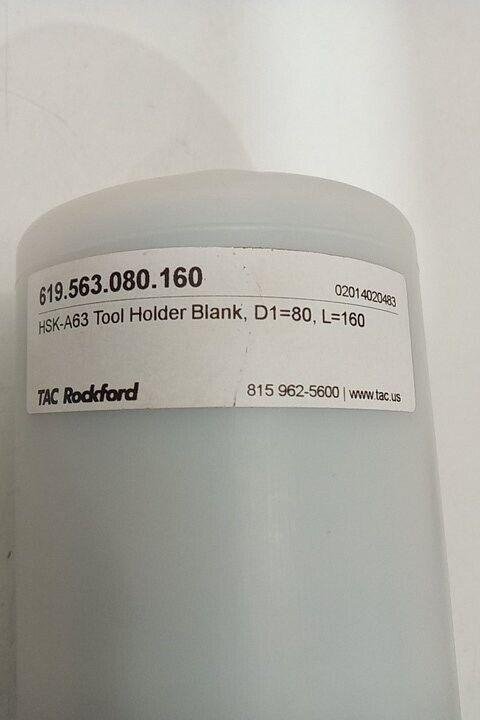 619.563.080.160
02014020483
HSK-A63 Tool Holder Blank, D1=80, L=160
TAC Rockford
815 962-5600 | www.tac.us